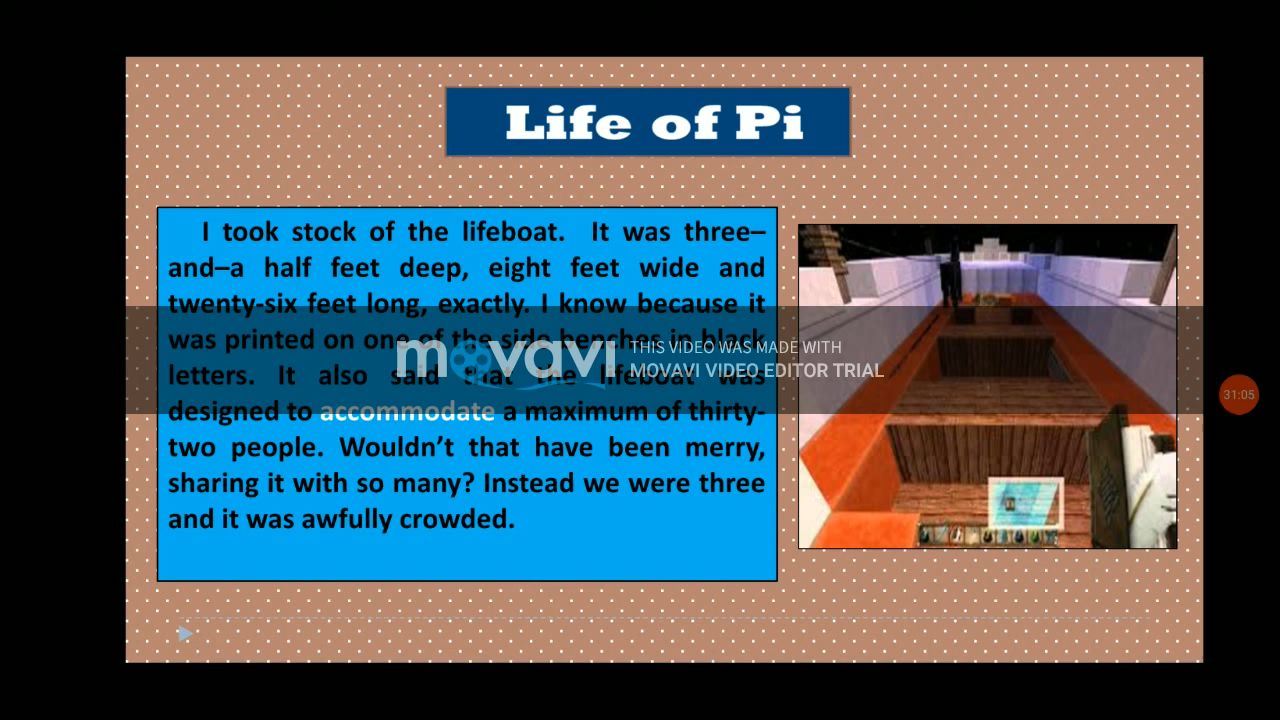 Life of Pi
I took stock of the lifeboat. It was three–
and–a half feet deep, eight feet wide and
twenty-six feet long, exactly. I know because it
was printed on one of the side benches in black
letters. It also said that the lifeboat was
designed to accommodate a maximum of thirty-
two people. Wouldn’t that have been merry,
sharing it with so many? Instead we were three
and it was awfully crowded.
movavi
THIS VIDEO WAS MADE WITH
MOVAVI VIDEO EDITOR TRIAL
31:05